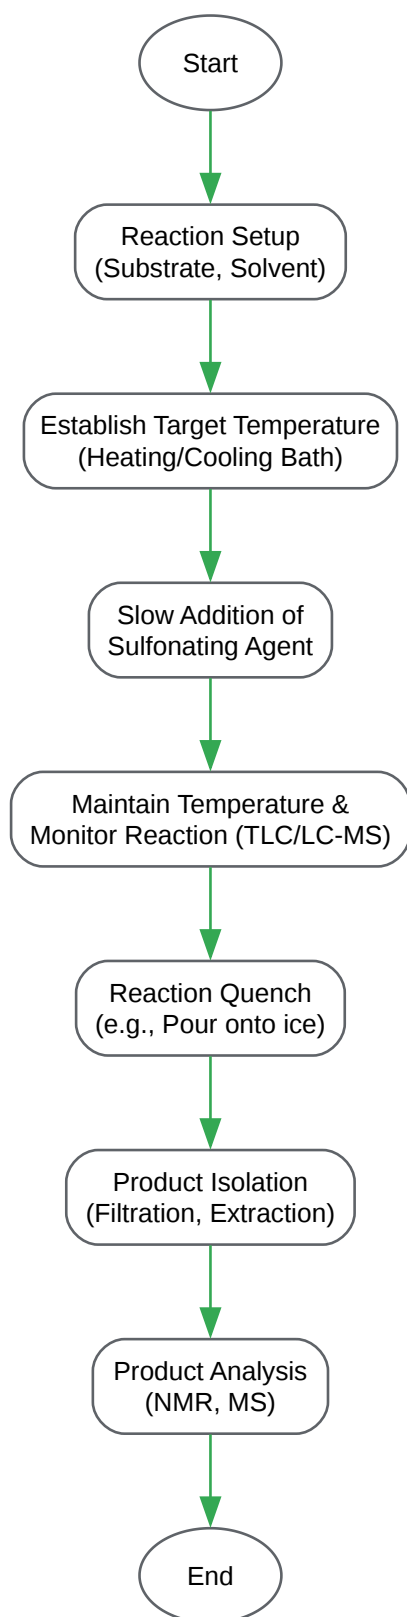 Start
Reaction Setup
(Substrate, Solvent)
Establish Target Temperature
(Heating/Cooling Bath)
Slow Addition of
Sulfonating Agent
Maintain Temperature &
Monitor Reaction (TLC/LC-MS)
Reaction Quench
(e.g., Pour onto ice)
Product Isolation
(Filtration, Extraction)
Product Analysis
(NMR, MS)
End